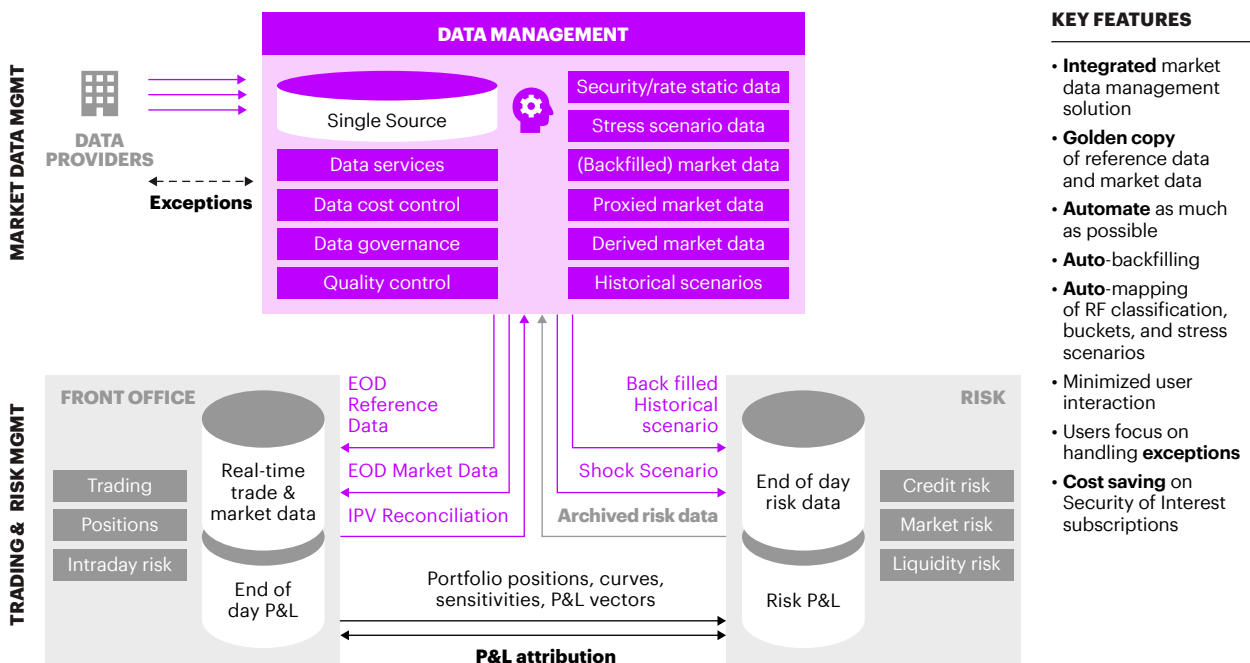 MARKET DATA MGMT
DATA
PROVIDERS
Exceptions
DATA MANAGEMENT
Single Source
Data services
Data cost control
Data governance
Quality control
Security/rate static data
Stress scenario data
(Backfilled) market data
Proxied market data
Derived market data
Historical scenarios
TRADING & RISK MGMT
FRONT OFFICE
Trading
Positions
Intraday risk
Real-time
trade &
market data
End of
day P&L
EOD
Reference
Data
EOD Market Data
IPV Reconciliation
Back filled
Historical
scenario
Shock Scenario
Archived risk data
Portfolio positions, curves,
sensitivities, P&L vectors
P&L attribution
RISK
End of day
risk data
Risk P&L
Credit risk
Market risk
Liquidity risk
KEY FEATURES
• Integrated market
data management
solution
• Golden copy
of reference data
and market data
• Automate as much
as possible
• Auto-backfilling
• Auto-mapping
of RF classification,
buckets, and stress
scenarios
• Minimized user
interaction
• Users focus on
handling exceptions
• Cost saving on
Security of Interest
subscriptions